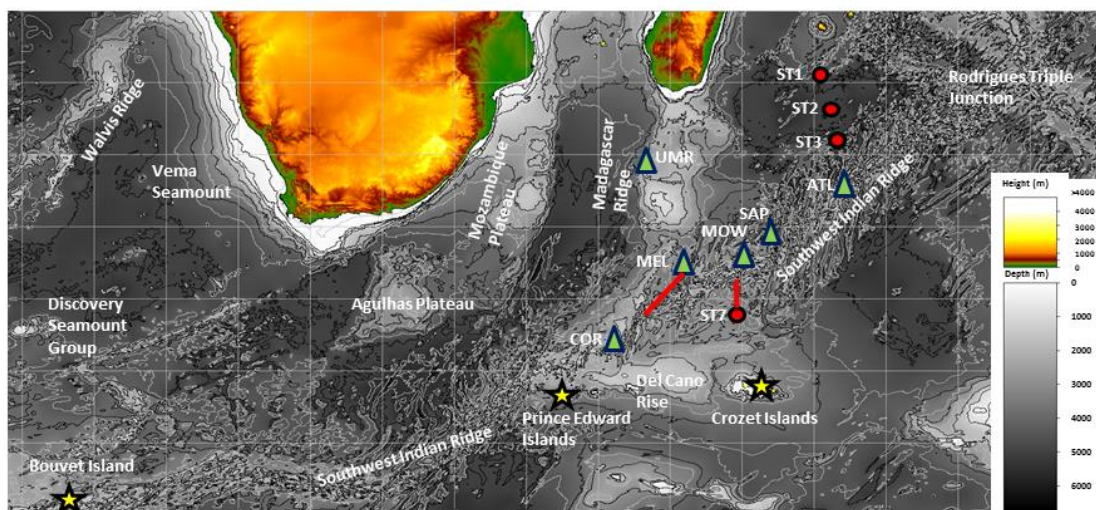 ST1
Rodrigues Triple
Junction
Walvis Ridge
ST2
ST3
Madagascar
Ridge
UMR
Vema
Seamount
Mozambique
Plateau
ATL
Southwest Indian Ridge
SAP
MOW
MEL
Height (m)
>4000
4000
3000
2000
1000
0
Depth (m)
0
1000
2000
3000
4000
5000
6000
Discovery
Seamount
Group
Agulhas Plateau
ST7
COR
Del Cano
Rise
Prince Edward
Islands
Crozet Islands
Southwest Indian Ridge
Bouvet Island